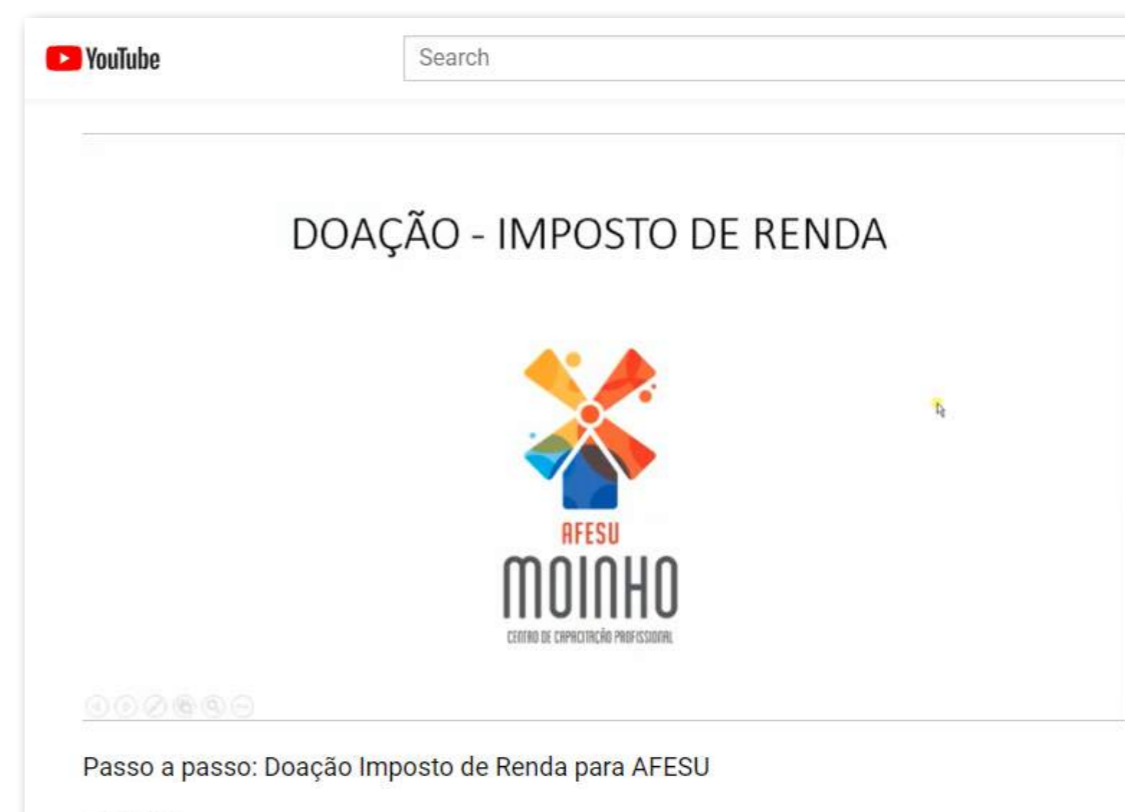 YouTube
Search
DOAÇÃO - IMPOSTO DE RENDA
AFESU
MOINHO
CENTRO DE CAPACITAÇÃO PROFISSIONAL
Passo a passo: Doação Imposto de Renda para AFESU